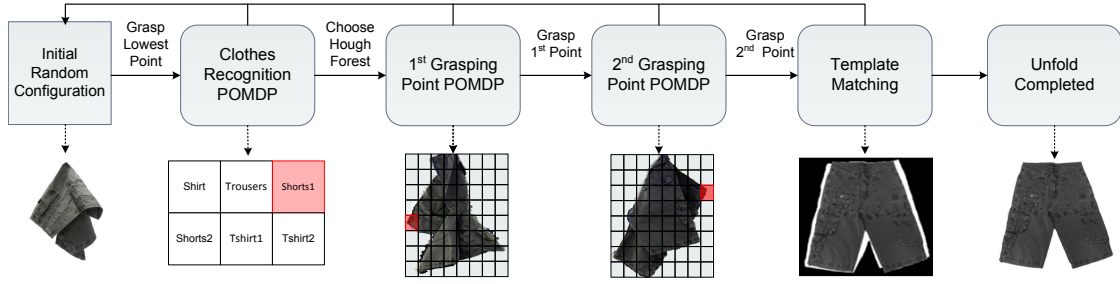 Initial
Random
Configuration
Grasp
Lowest
Point
Clothes
Recognition
POMDP
Choose
Hough
Forest
1st Grasping
Point POMDP
Grasp
1st Point
2nd Grasping
Point POMDP
Grasp
2nd Point
Template
Matching
Unfold
Completed
Shirt
Trousers
Shorts1
Shorts2
Tshirt1
Tshirt2